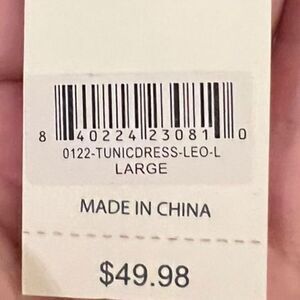 8 40224 23081 0
0122-TUNICDRESS-LEO-L
LARGE
MADE IN CHINA
$49.98